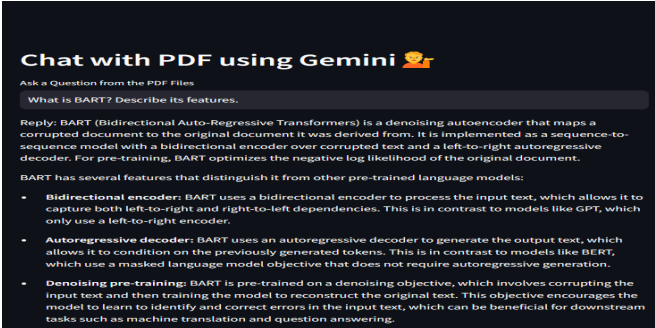 Chat with PDF using Gemini 💁
Ask a Question from the PDF Files
What is BART? Describe its features.
Reply: BART (Bidirectional Auto-Regressive Transformers) is a denoising autoencoder that maps a
corrupted document to the original document it was derived from. It is implemented as a sequence-to-
sequence model with a bidirectional encoder over corrupted text and a left-to-right autoregressive
decoder. For pre-training, BART optimizes the negative log likelihood of the original document.
BART has several features that distinguish it from other pre-trained language models:
• Bidirectional encoder: BART uses a bidirectional encoder to process the input text, which allows it to
capture both left-to-right and right-to-left dependencies. This is in contrast to models like GPT, which
only use a left-to-right encoder.
• Autoregressive decoder: BART uses an autoregressive decoder to generate the output text, which
allows it to condition on the previously generated tokens. This is in contrast to models like BERT,
which use a masked language model objective that does not require autoregressive generation.
• Denoising pre-training: BART is pre-trained on a denoising objective, which involves corrupting the
input text and then training the model to reconstruct the original text. This objective encourages the
model to learn to identify and correct errors in the input text, which can be beneficial for downstream
tasks such as machine translation and question answering.